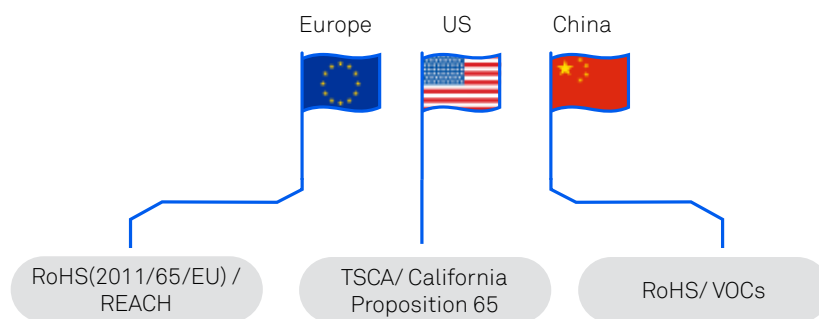 Europe
US
China
RoHS(2011/65/EU) /
REACH
TSCA/ California
Proposition 65
RoHS/ VOCs